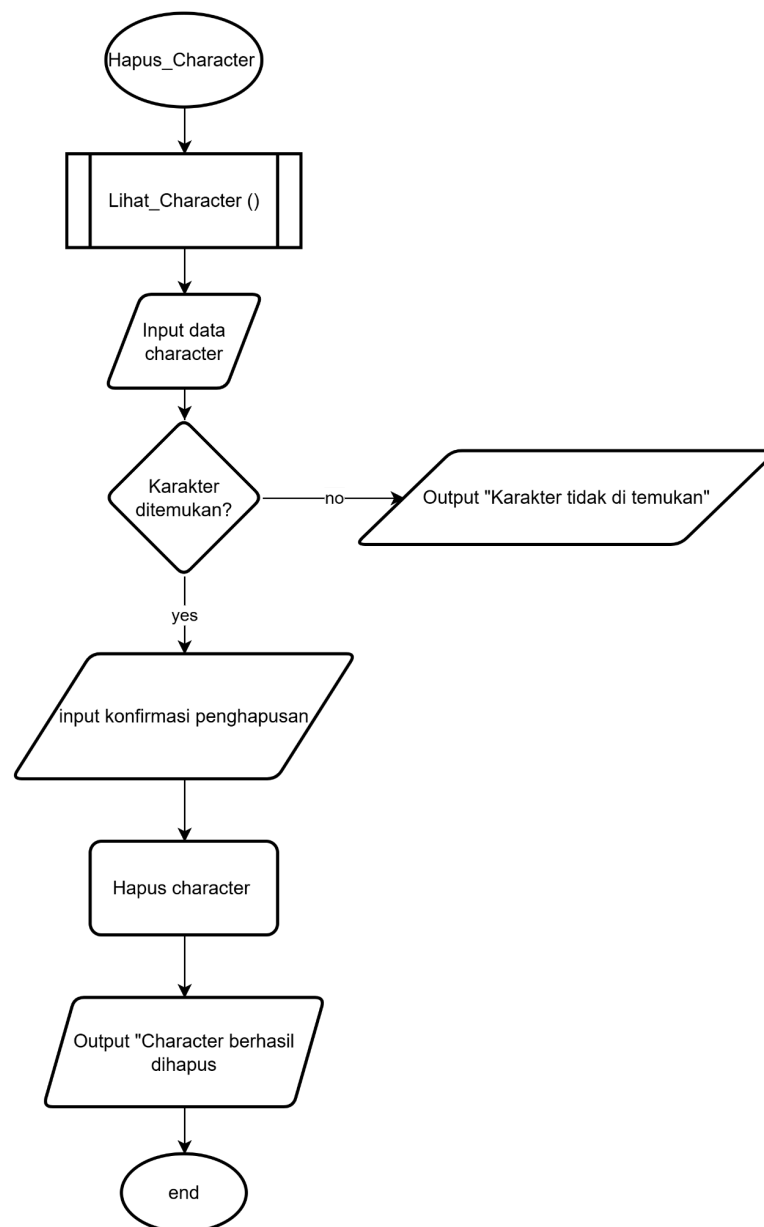 Hapus_Character
Lihat_Character ()
Input data
character
Karakter
ditemukan?
no
Output "Karakter tidak di temukan"
yes
input konfirmasi penghapusan
Hapus character
Output "Character berhasil
dihapus
end